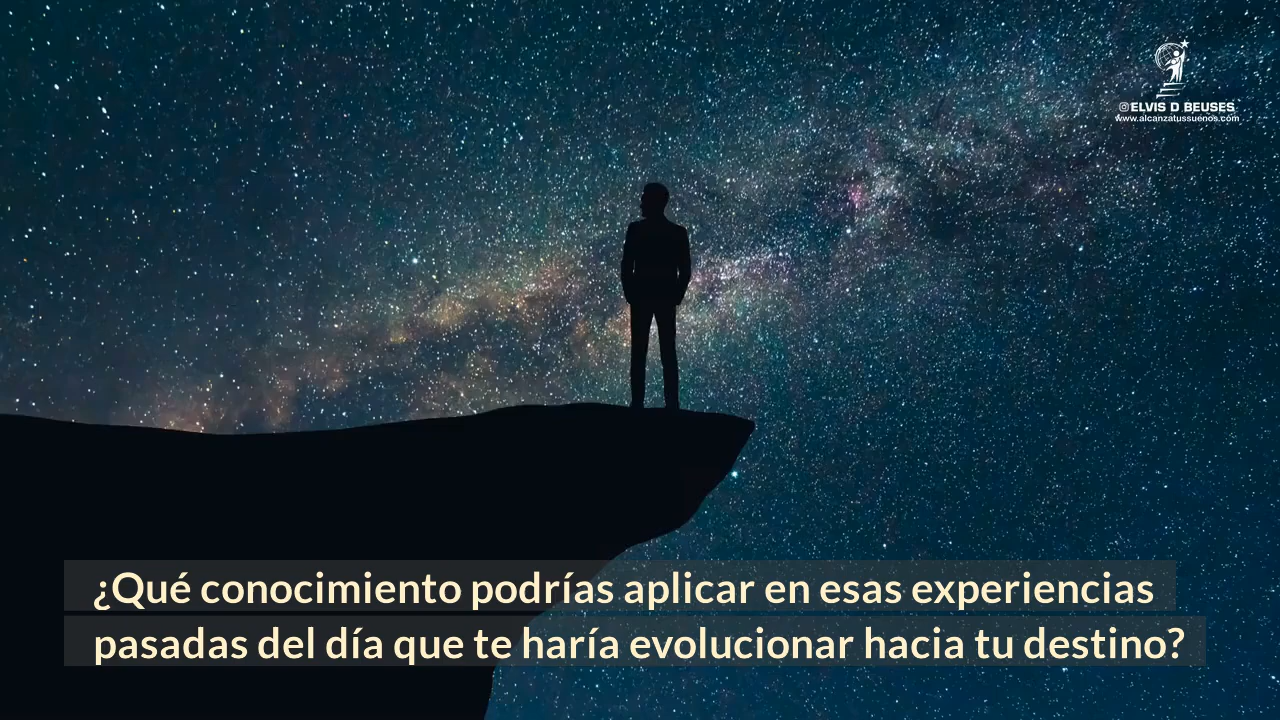 @ELVIS D BEUSES
www.alcanzatussuenos.com
¿Qué conocimiento podrías aplicar en esas experiencias
pasadas del día que te haría evolucionar hacia tu destino?